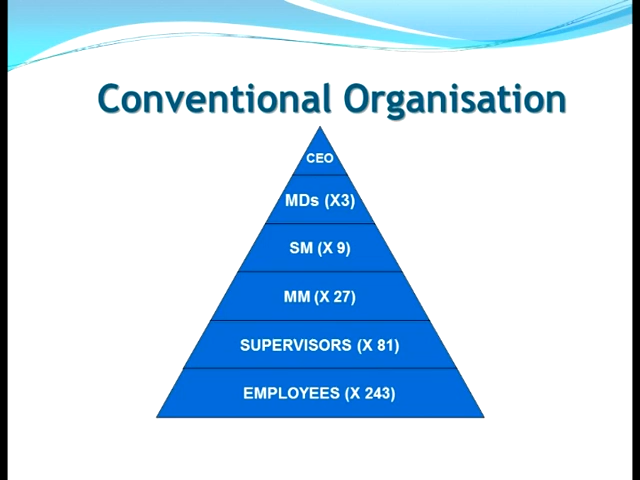 Conventional Organisation
CEO
MDs (X3)
SM (X 9)
MM (X 27)
SUPERVISORS (X 81)
EMPLOYEES (X 243)